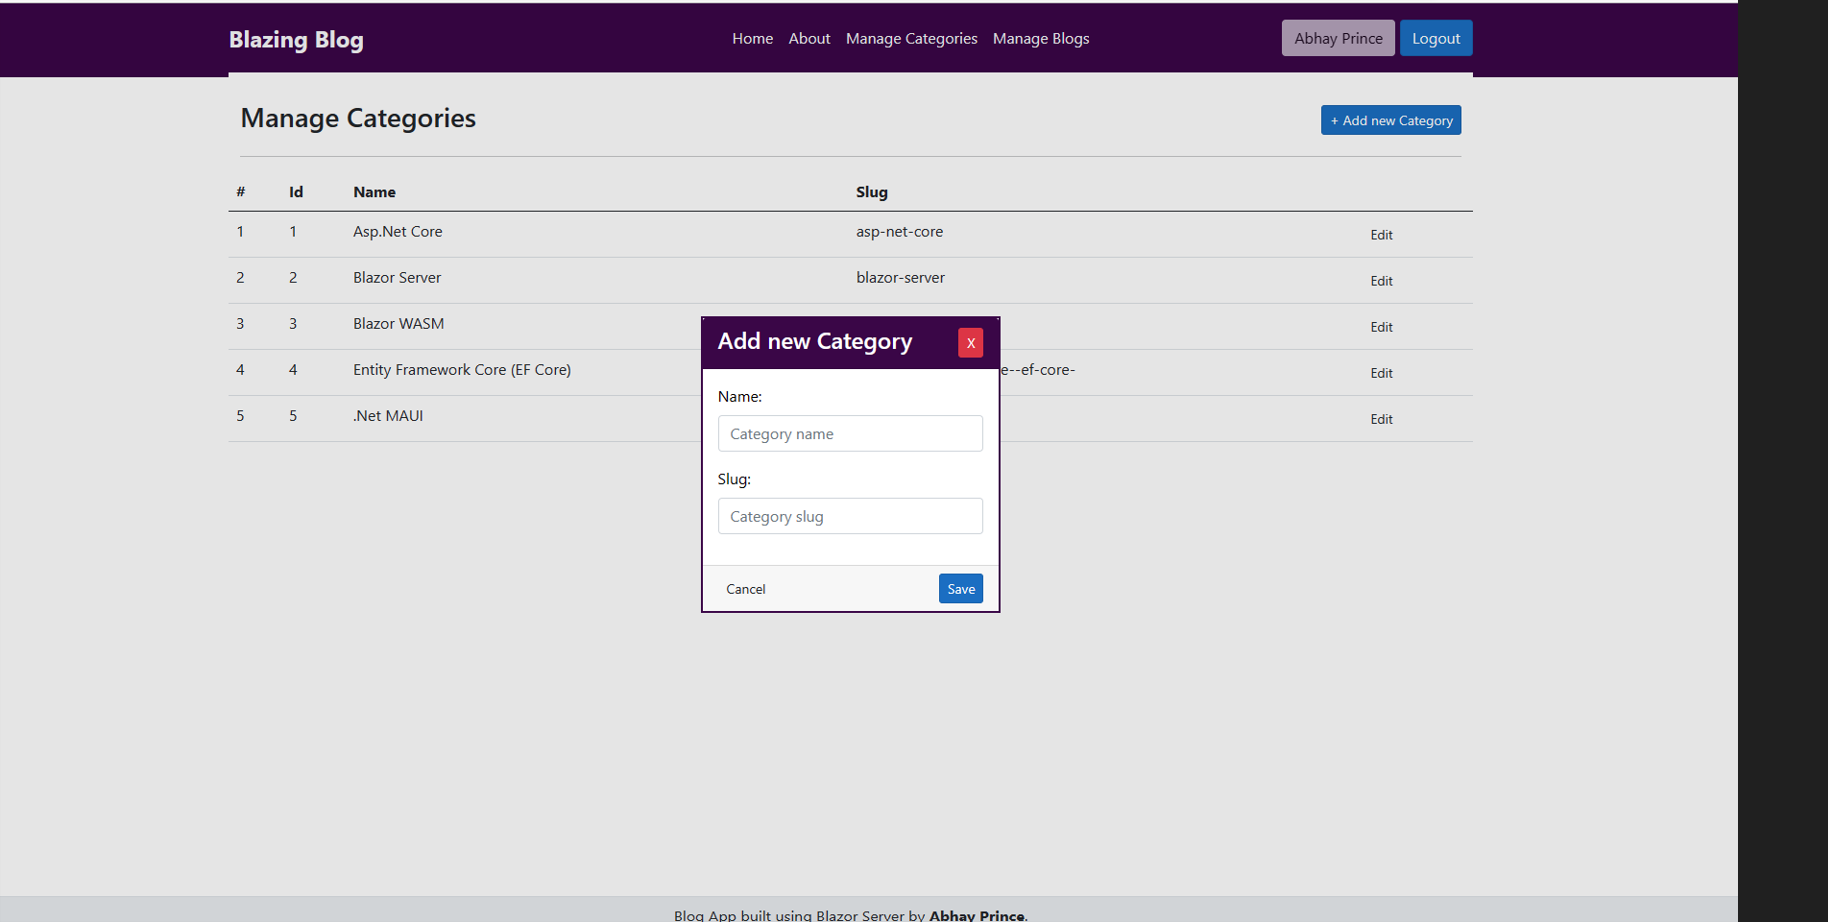 Blazing Blog
Home About Manage Categories Manage Blogs
Abhay Prince Logout
Manage Categories
+ Add new Category
# Id Name Slug
1 1 Asp.Net Core asp-net-core Edit
2 2 Blazor Server blazor-server Edit
3 3 Blazor WASM Edit
4 4 Entity Framework Core (EF Core) e--ef-core- Edit
5 5 .Net MAUI Edit
Add new Category X
Name:
Category name
Slug:
Category slug
Cancel Save
Blog App built using Blazor Server by Abhay Prince.